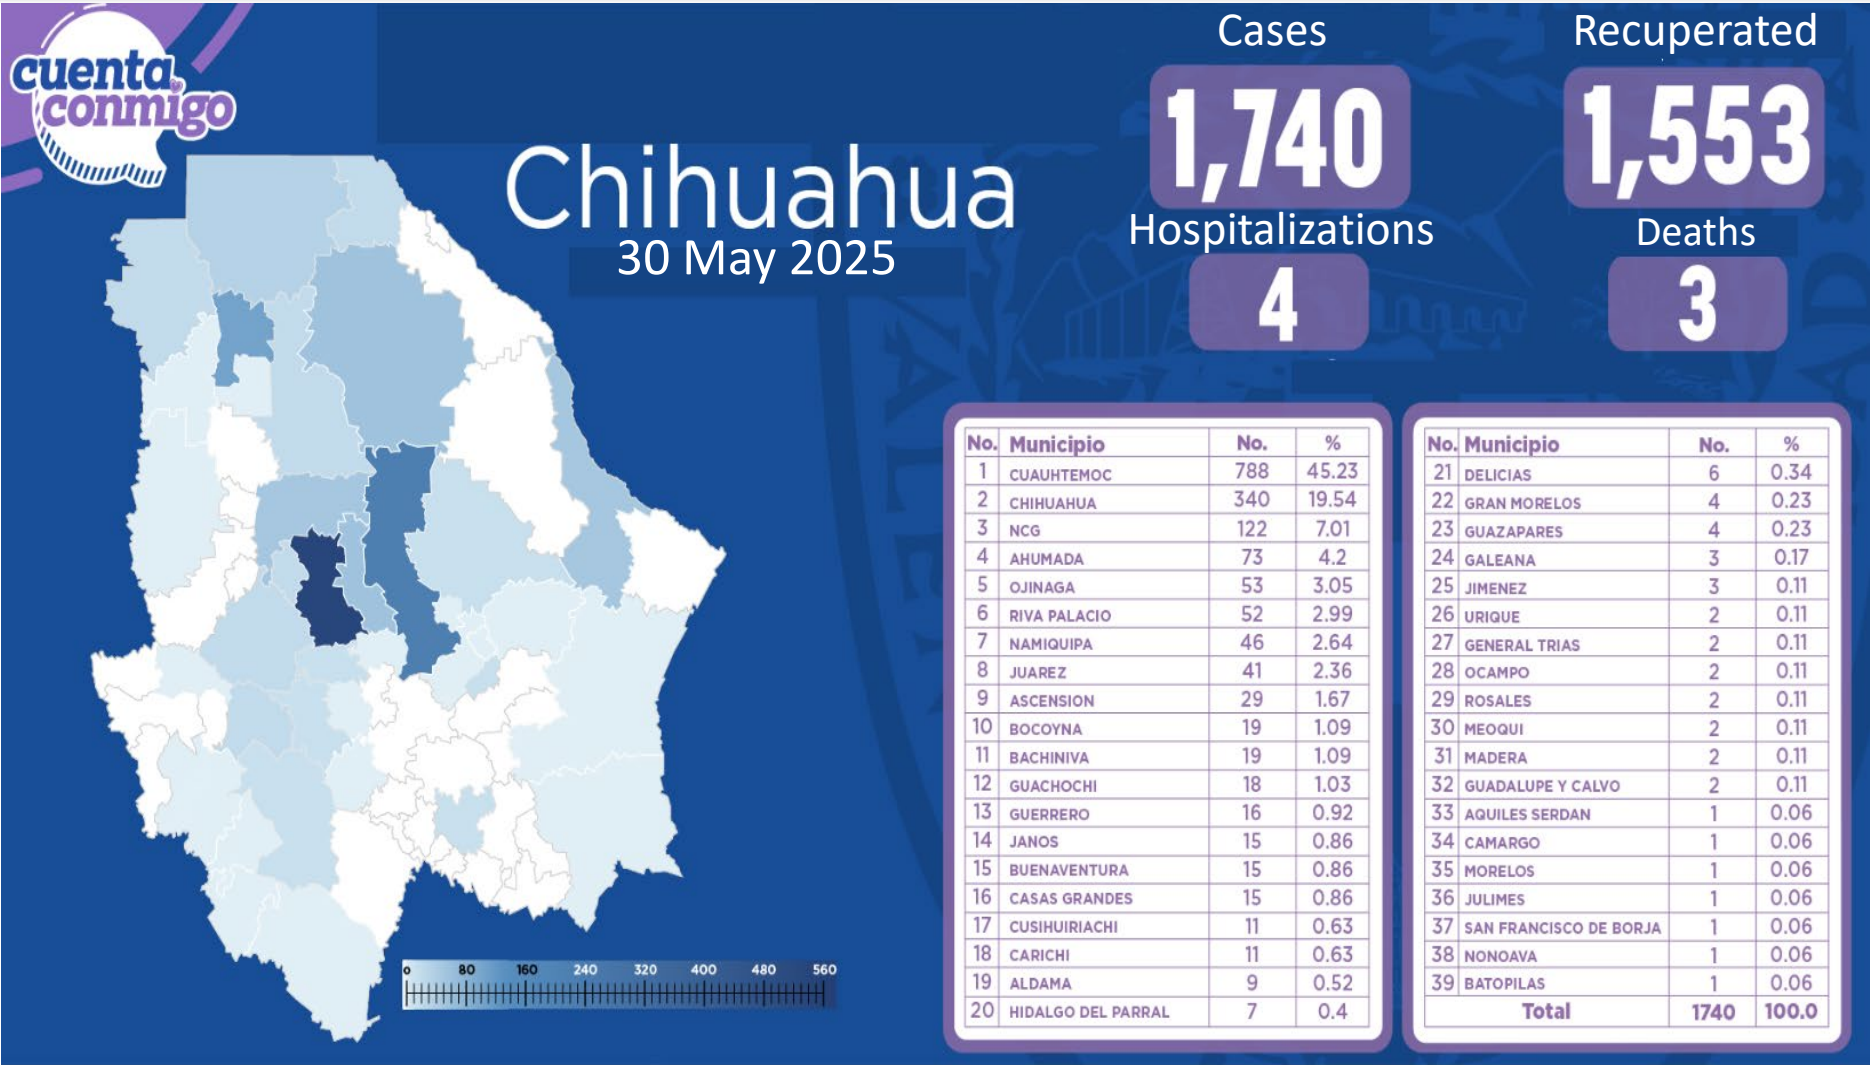 cuenta
conmigo
Chihuahua
30 May 2025
Cases
1,740
Recuperated
1,553
Hospitalizations
4
Deaths
3
No. Municipio No. %
1 CUAUHTEMOC 788 45.23
2 CHIHUAHUA 340 19.54
3 NCG 122 7.01
4 AHUMADA 73 4.2
5 OJINAGA 53 3.05
6 RIVA PALACIO 52 2.99
7 NAMIQUIPA 46 2.64
8 JUAREZ 41 2.36
9 ASCENSION 29 1.67
10 BOCOYNA 19 1.09
11 BACHINIVA 19 1.09
12 GUACHOCHI 18 1.03
13 GUERRERO 16 0.92
14 JANOS 15 0.86
15 BUENAVENTURA 15 0.86
16 CASAS GRANDES 15 0.86
17 CUSIHUIRIACHI 11 0.63
18 CARICHI 11 0.63
19 ALDAMA 9 0.52
20 HIDALGO DEL PARRAL 7 0.4
No. Municipio No. %
21 DELICIAS 6 0.34
22 GRAN MORELOS 4 0.23
23 GUAZAPARES 4 0.23
24 GALEANA 3 0.17
25 JIMENEZ 3 0.11
26 URIQUE 2 0.11
27 GENERAL TRIAS 2 0.11
28 OCAMPO 2 0.11
29 ROSALES 2 0.11
30 MEOQUI 2 0.11
31 MADERA 2 0.11
32 GUADALUPE Y CALVO 2 0.11
33 AQUILES SERDAN 1 0.06
34 CAMARGO 1 0.06
35 MORELOS 1 0.06
36 JULIMES 1 0.06
37 SAN FRANCISCO DE BORJA 1 0.06
38 NONOAVA 1 0.06
39 BATOPILAS 1 0.06
Total 1740 100.0
0 80 160 240 320 400 480 560